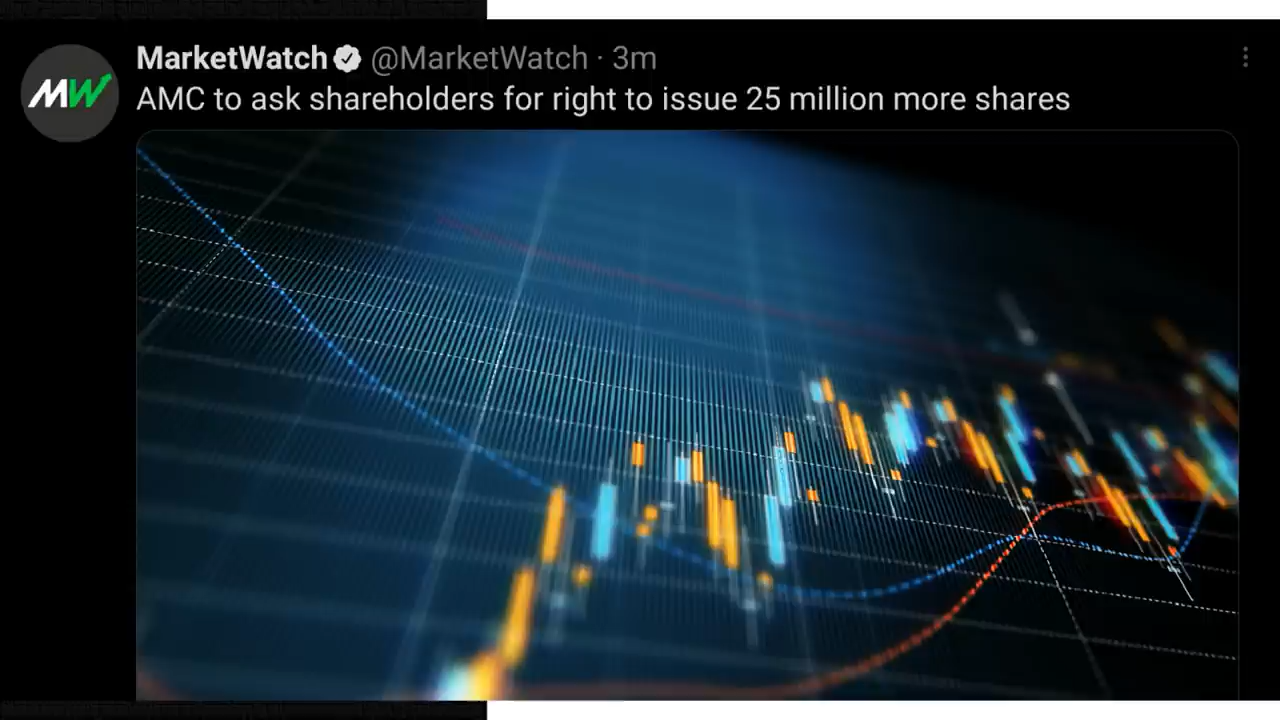 MW
MarketWatch @MarketWatch · 3m
AMC to ask shareholders for right to issue 25 million more shares